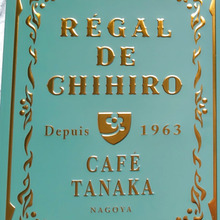 RÉGAL
DE
CHIHIRO
Depuis 1963
CAFÉ
TANAKA
NAGOYA